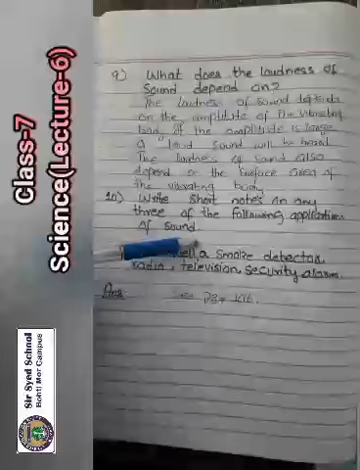 Class-7
Science(Lecture-6)
Sir Syed School
Bohti Mor Campus
9) What does the loudness of
Sound depend on?
The loudness of sound depends
on the amplitude of the vibrating
body. If the amplitude is large
a loud sound will be heard
The loudness of sound also
depend on the surface area of
the vibrating body
10) Write short notes on any
three of the following application
of sound.
a smoke detector,
radio, television, security alarm.
Ans